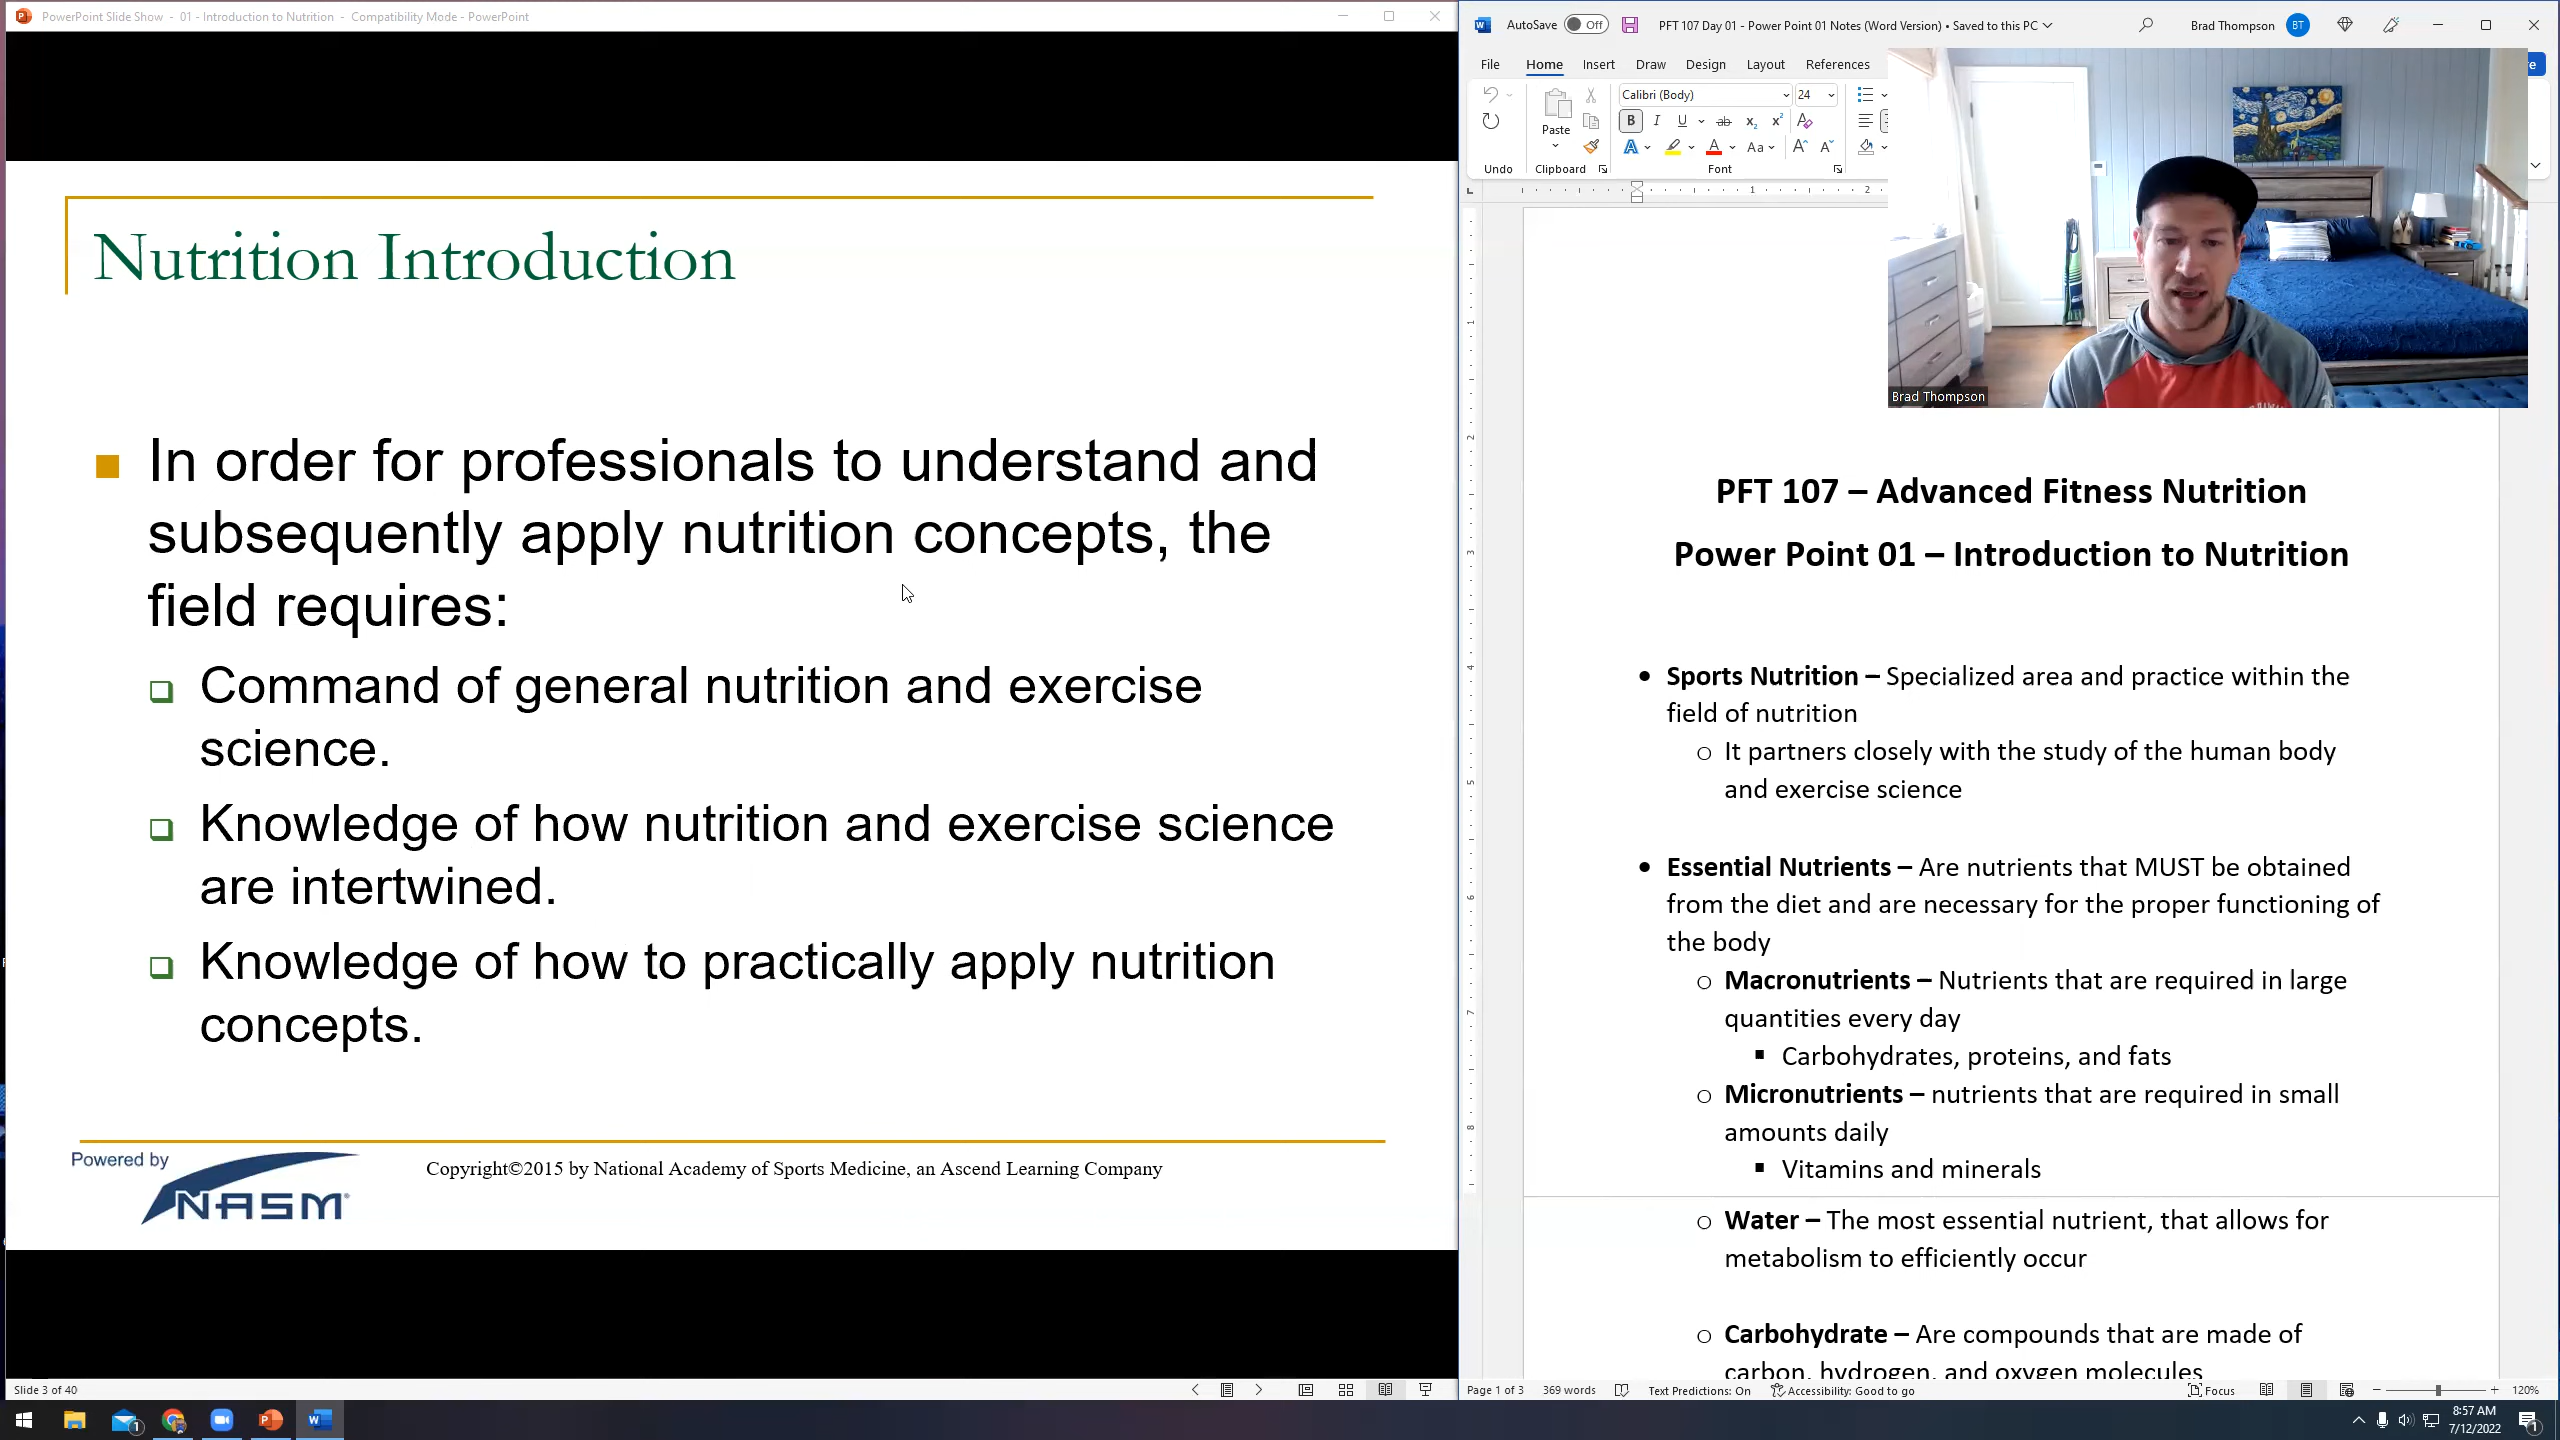 PowerPoint Slide Show - 01 - Introduction to Nutrition - Compatibility Mode - PowerPoint
Nutrition Introduction
In order for professionals to understand and
subsequently apply nutrition concepts, the
field requires:
Command of general nutrition and exercise
science.
Knowledge of how nutrition and exercise science
are intertwined.
Knowledge of how to practically apply nutrition
concepts.
Powered by
NASM
Copyright©2015 by National Academy of Sports Medicine, an Ascend Learning Company
Slide 3 of 40
AutoSave Off PFT 107 Day 01 - Power Point 01 Notes (Word Version) • Saved to this PC Brad Thompson BT
File Home Insert Draw Design Layout References
Calibri (Body) 24
Paste
B I U ab x₂ x²
A A Aa A A
Undo Clipboard Font
1 2
Brad Thompson
PFT 107 – Advanced Fitness Nutrition
Power Point 01 – Introduction to Nutrition
• Sports Nutrition – Specialized area and practice within the
field of nutrition
o It partners closely with the study of the human body
and exercise science
• Essential Nutrients – Are nutrients that MUST be obtained
from the diet and are necessary for the proper functioning of
the body
o Macronutrients – Nutrients that are required in large
quantities every day
▪ Carbohydrates, proteins, and fats
o Micronutrients – nutrients that are required in small
amounts daily
▪ Vitamins and minerals
o Water – The most essential nutrient, that allows for
metabolism to efficiently occur
o Carbohydrate – Are compounds that are made of
carbon, hydrogen, and oxygen molecules
Page 1 of 3 369 words Text Predictions: On Accessibility: Good to go Focus 120%
8:57 AM
7/12/2022